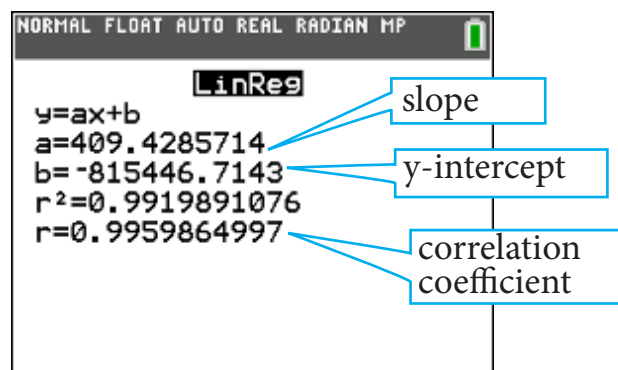 NORMAL FLOAT AUTO REAL RADIAN MP
LinReg
y=ax+b
a=409.4285714
b=-815446.7143
r²=0.9919891076
r=0.9959864997
slope
y-intercept
correlation
coefficient